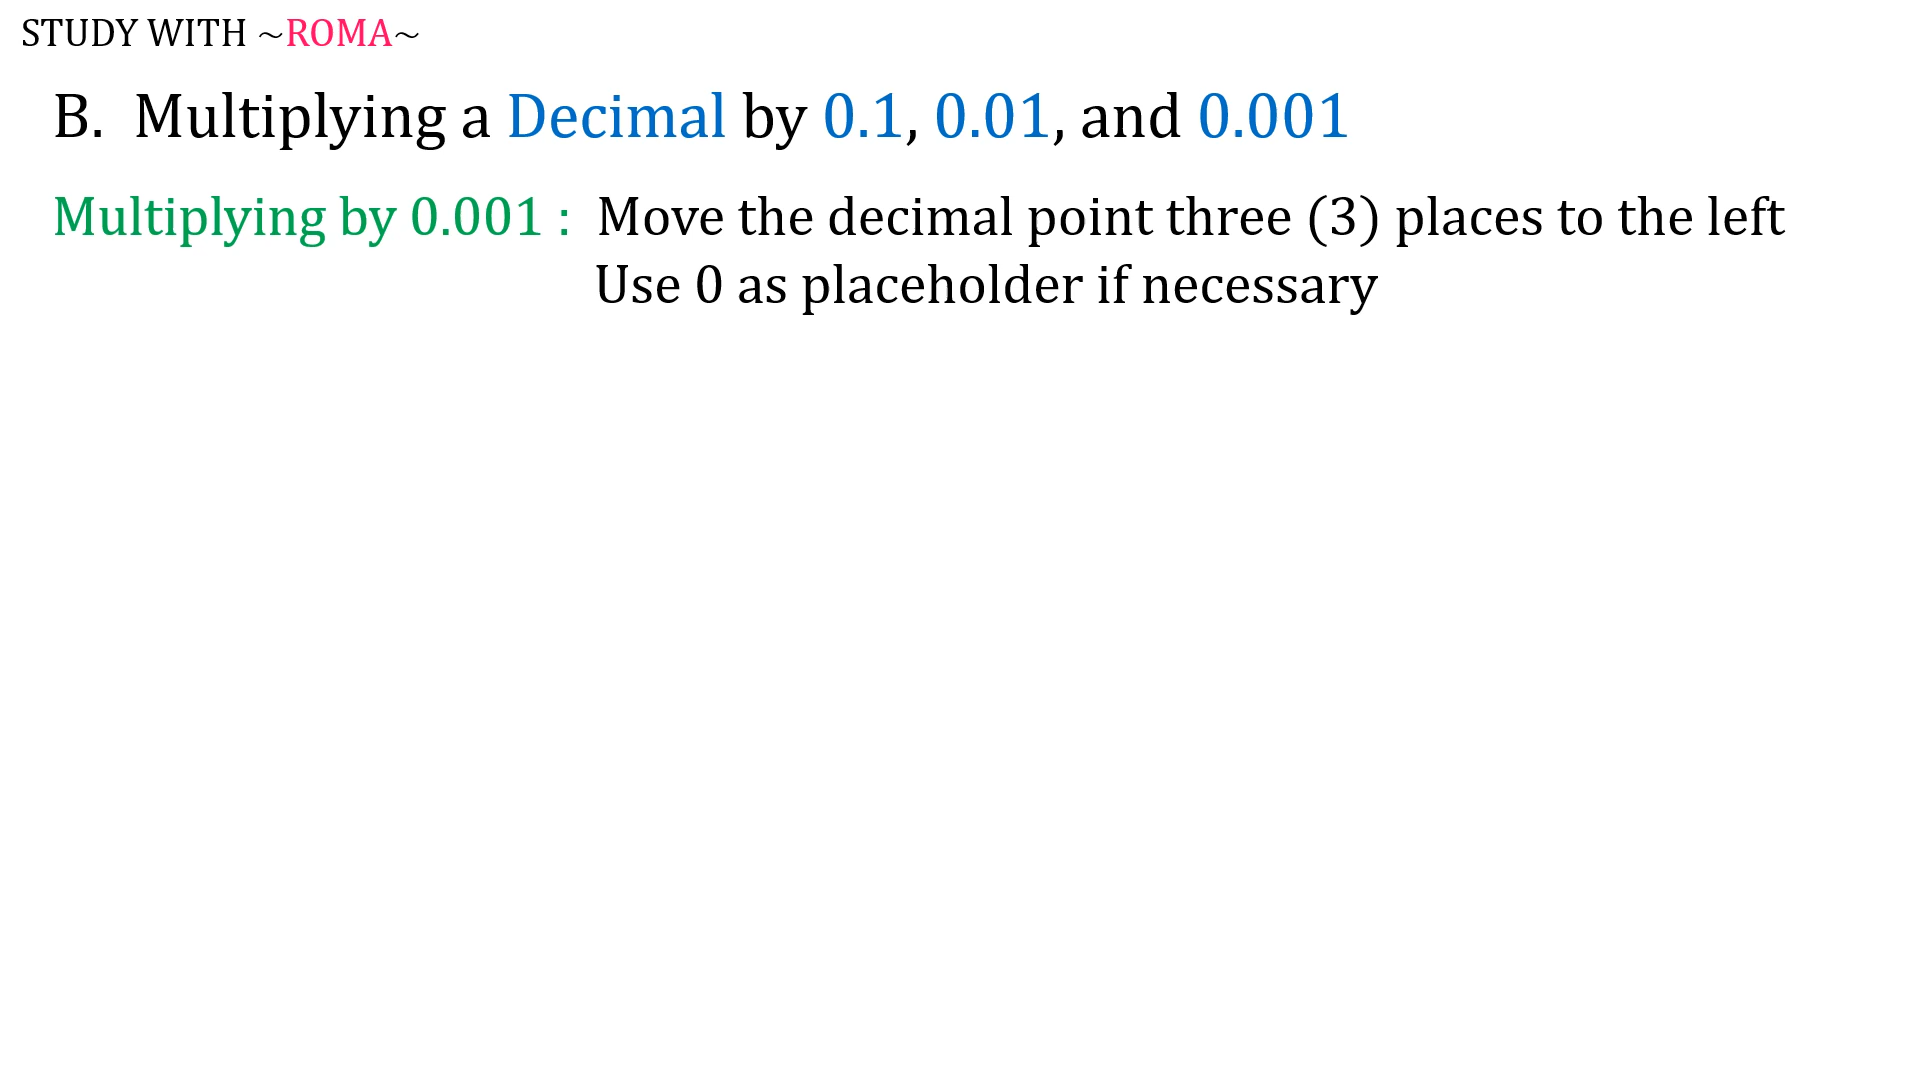 STUDY WITH ~ROMA~
B. Multiplying a Decimal by 0.1, 0.01, and 0.001
Multiplying by 0.001 : Move the decimal point three (3) places to the left
Use 0 as placeholder if necessary